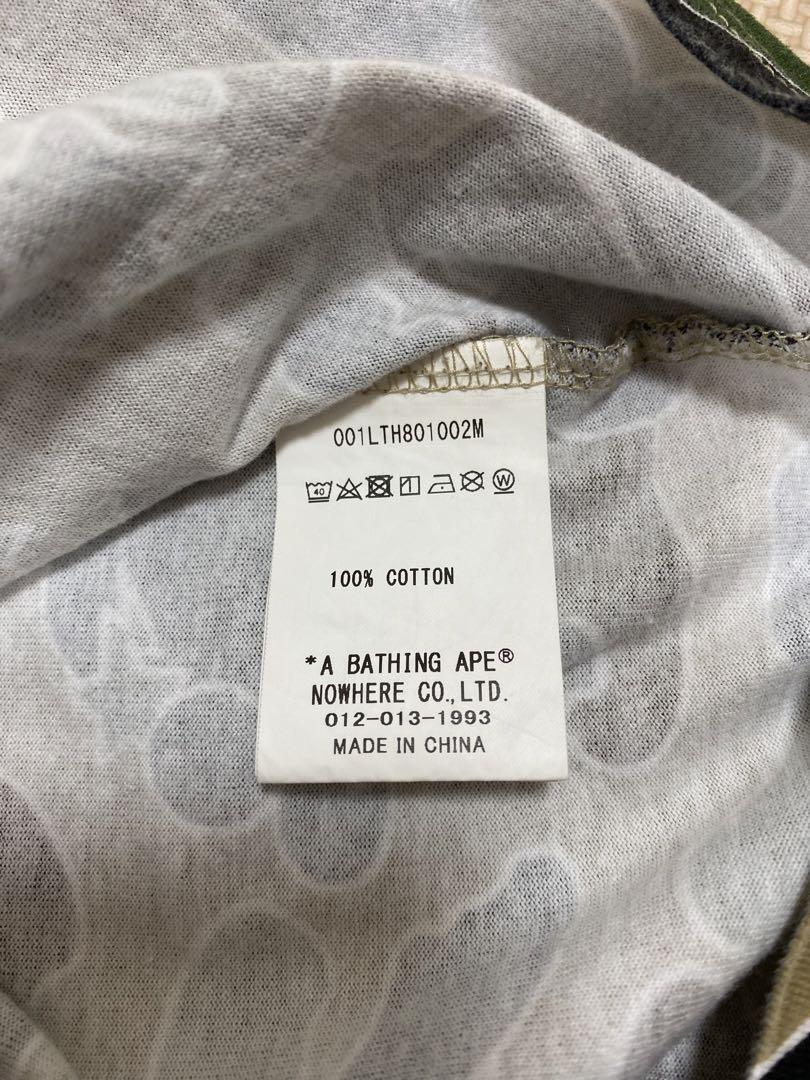 001LTH801002M
40 W
100% COTTON
*A BATHING APE®
NOWHERE CO.,LTD.
012-013-1993
MADE IN CHINA